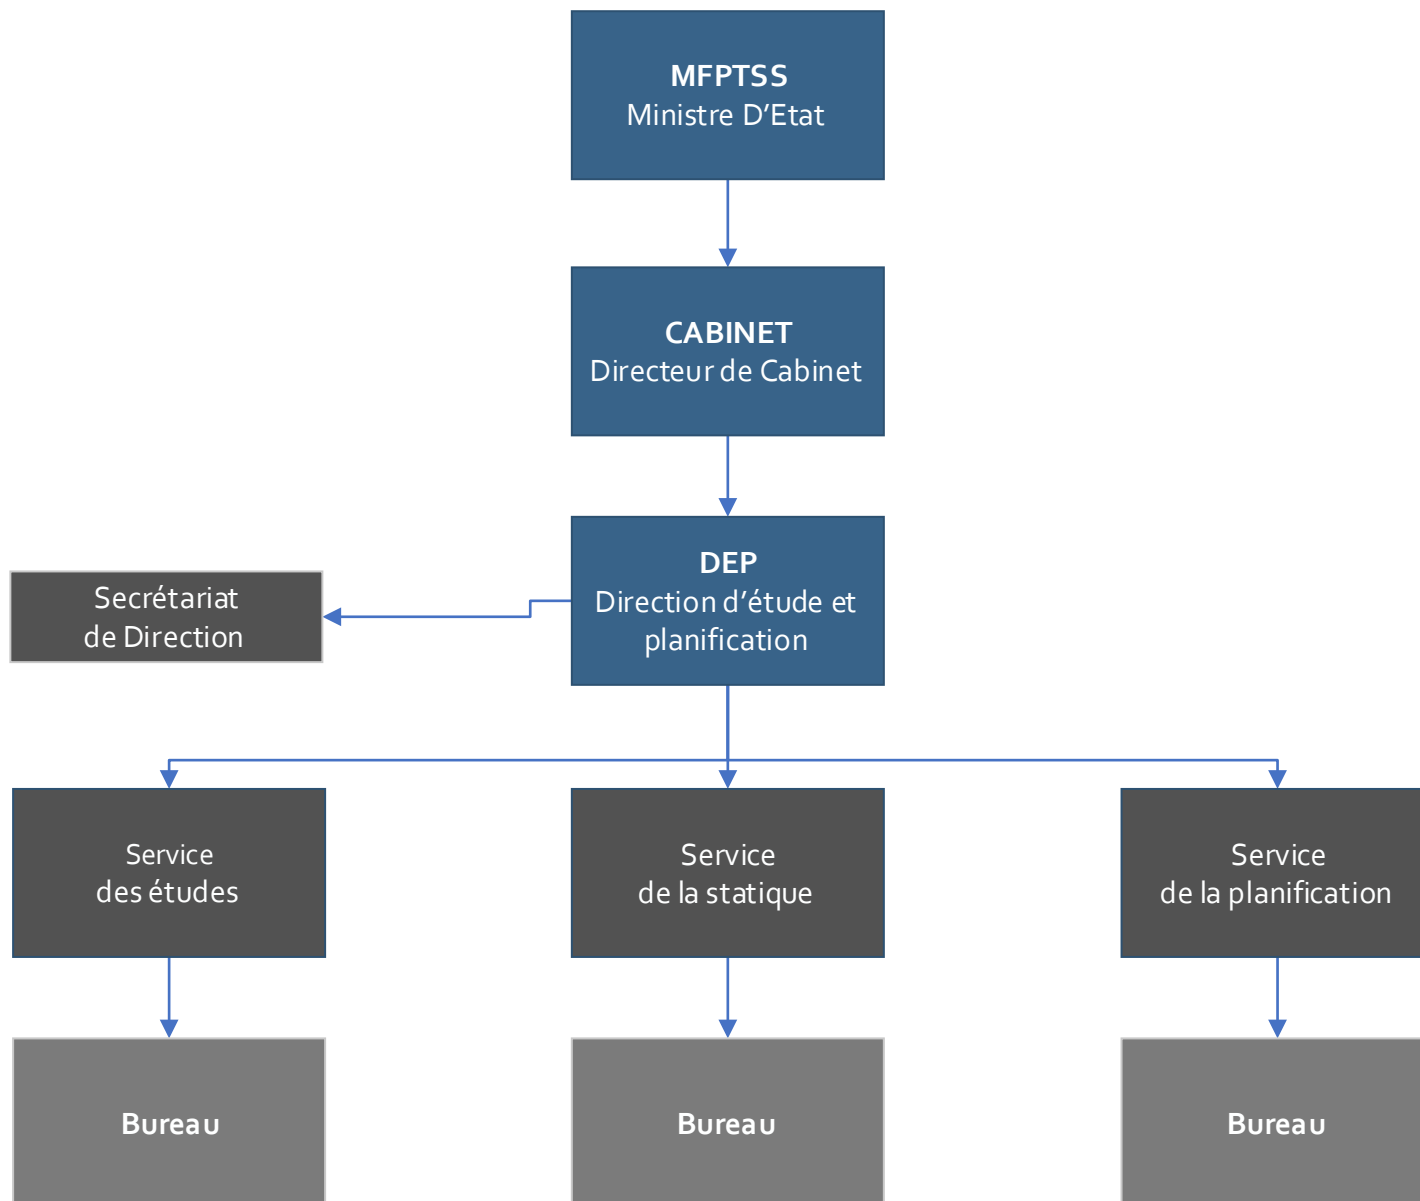 MFPTSS
Ministre D'Etat
CABINET
Directeur de Cabinet
DEP
Direction d'étude et
planification
Secrétariat
de Direction
Service
des études
Service
de la statique
Service
de la planification
Bureau
Bureau
Bureau